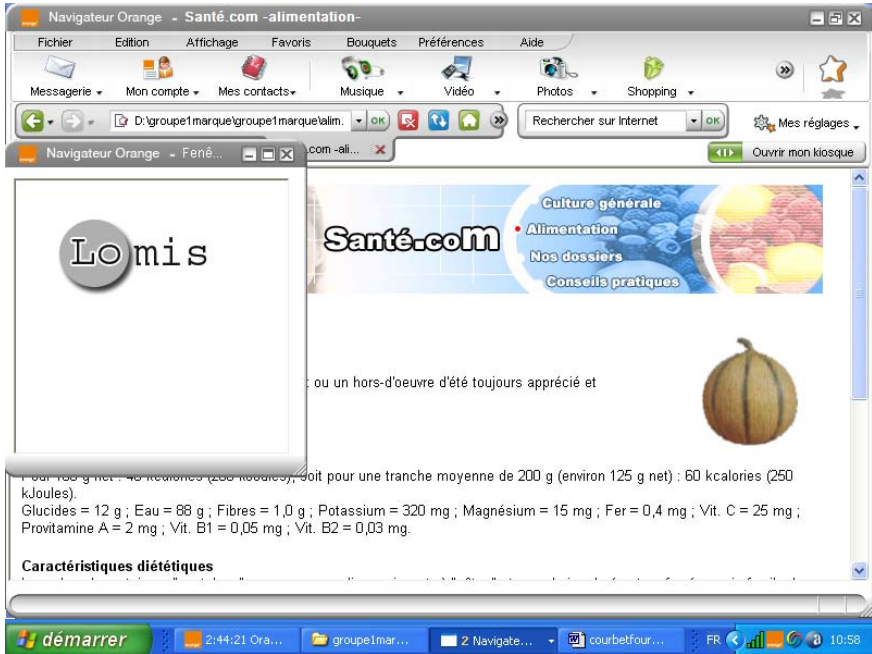 Navigateur Orange - Santé.com -alimentation-
Fichier Edition Affichage Favoris Bouquets Préférences Aide
Messagerie Mon compte Mes contacts Musique Vidéo Photos Shopping
D:\groupe1marque\groupe1marque\alim. OK Rechercher sur Internet OK Mes réglages
Navigateur Orange - Fenê... .com -ali... Ouvrir mon kiosque
Lomis
Santé.com
Culture générale
Alimentation
Nos dossiers
Conseils pratiques
ou un hors-d'oeuvre d'été toujours apprécié et
soit pour une tranche moyenne de 200 g (environ 125 g net) : 60 kcalories (250
kJoules).
Glucides = 12 g ; Eau = 88 g ; Fibres = 1,0 g ; Potassium = 320 mg ; Magnésium = 15 mg ; Fer = 0,4 mg ; Vit. C = 25 mg ;
Provitamine A = 2 mg ; Vit. B1 = 0,05 mg ; Vit. B2 = 0,03 mg.
Caractéristiques diététiques
démarrer 2:44:21 Ora... groupe1mar... 2 Navigate... courbetfour... FR 10:58